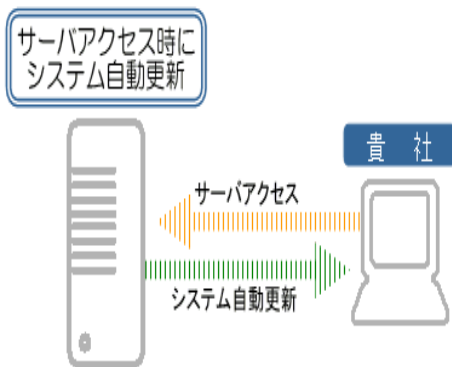 サーバアクセス時に
システム自動更新
貴 社
サーバアクセス
システム自動更新